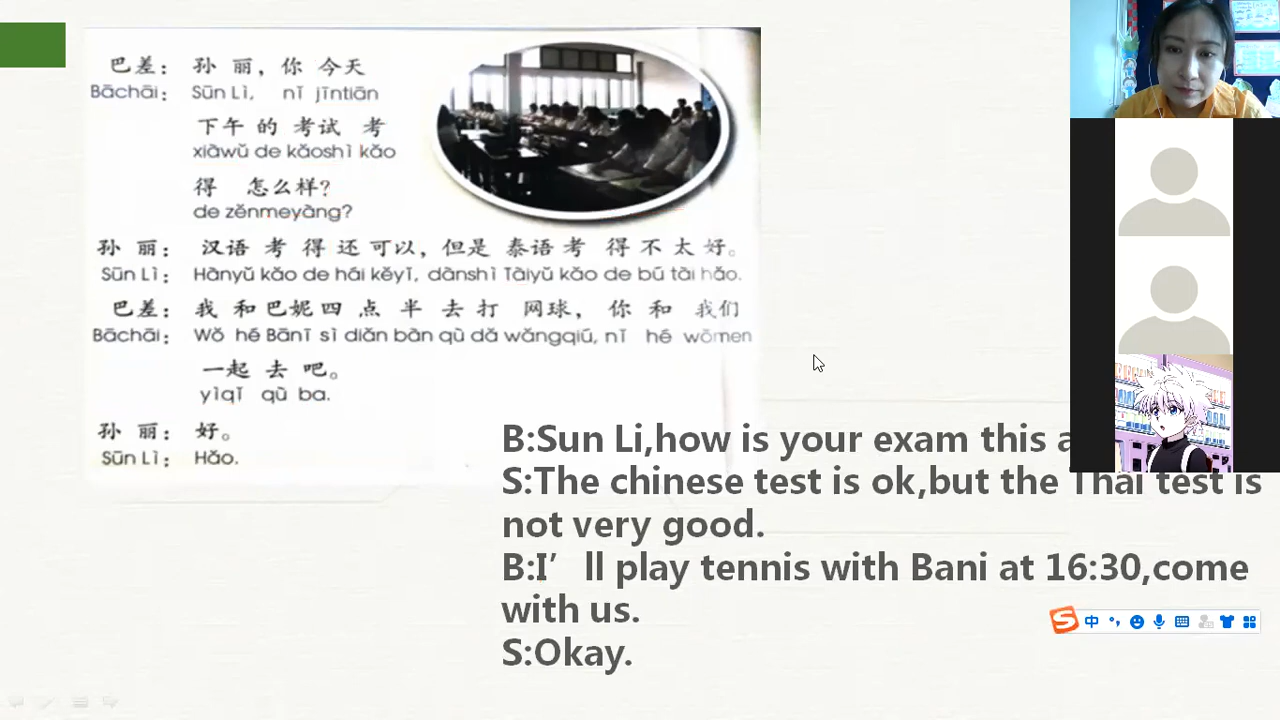 巴差： 孙 丽，你 今天
Bāchāi： Sūn Lì, nǐ jīntiān
下午 的 考试 考
xiàwǔ de kǎoshì kǎo
得 怎么样？
de zěnmeyàng?
孙 丽： 汉语 考 得 还 可以，但是 泰语 考 得 不 太 好。
Sūn Lì： Hànyǔ kǎo de hái kěyǐ, dànshì Tàiyǔ kǎo de bú tài hǎo.
巴差： 我 和 巴妮 四 点 半 去 打 网球， 你 和 我们
Bāchāi： Wǒ hé Bānī sì diǎn bàn qù dǎ wǎngqiú, nǐ hé wǒmen
一起 去 吧。
yìqǐ qù ba.
孙 丽： 好。
Sūn Lì： Hǎo.
B:Sun Li,how is your exam this a
S:The chinese test is ok,but the Thai test is
not very good.
B:I’ll play tennis with Bani at 16:30,come
with us.
S:Okay.
S 中